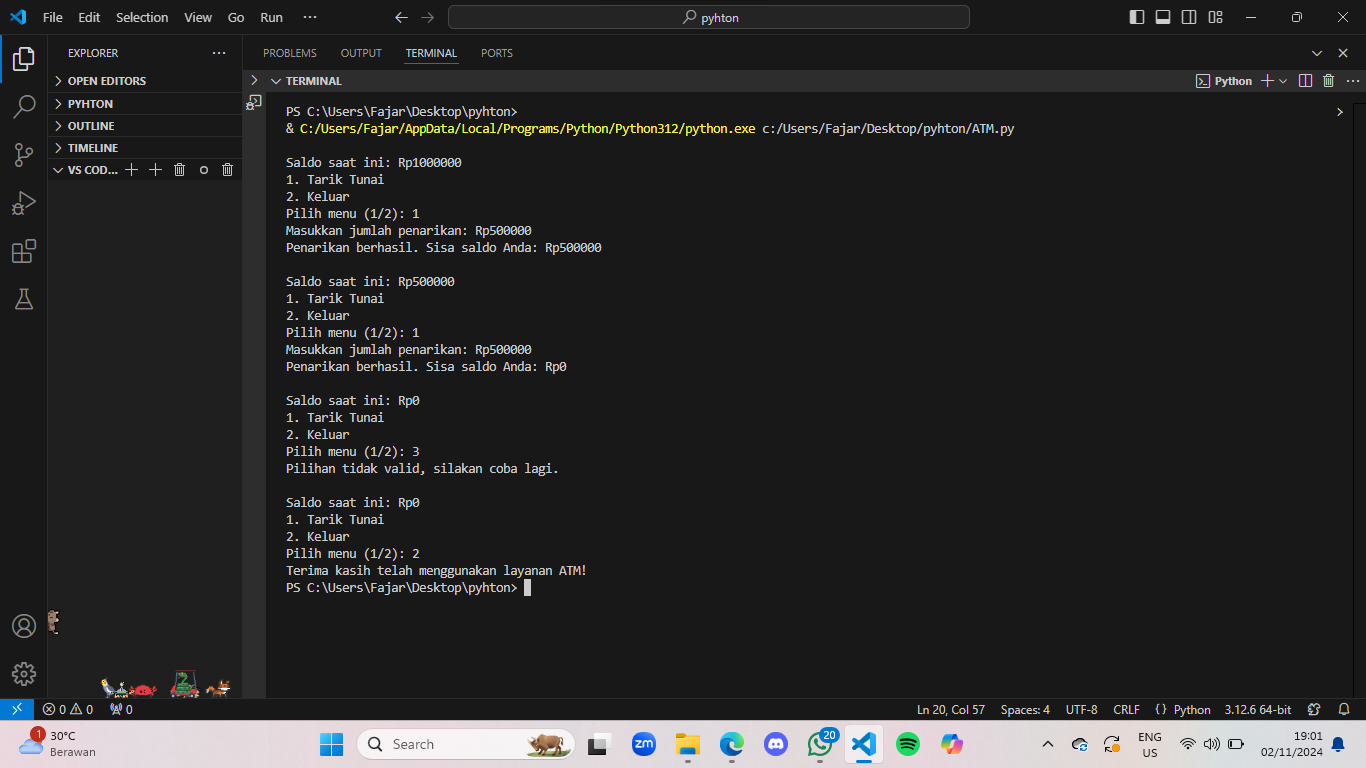 File Edit Selection View Go Run ···
pyhton
EXPLORER ···
OPEN EDITORS
PYHTON
OUTLINE
TIMELINE
VS COD...
PROBLEMS OUTPUT TERMINAL PORTS
TERMINAL
Python
PS C:\Users\Fajar\Desktop\pyhton>
& C:/Users/Fajar/AppData/Local/Programs/Python/Python312/python.exe c:/Users/Fajar/Desktop/pyhton/ATM.py
Saldo saat ini: Rp1000000
1. Tarik Tunai
2. Keluar
Pilih menu (1/2): 1
Masukkan jumlah penarikan: Rp500000
Penarikan berhasil. Sisa saldo Anda: Rp500000
Saldo saat ini: Rp500000
1. Tarik Tunai
2. Keluar
Pilih menu (1/2): 1
Masukkan jumlah penarikan: Rp500000
Penarikan berhasil. Sisa saldo Anda: Rp0
Saldo saat ini: Rp0
1. Tarik Tunai
2. Keluar
Pilih menu (1/2): 3
Pilihan tidak valid, silakan coba lagi.
Saldo saat ini: Rp0
1. Tarik Tunai
2. Keluar
Pilih menu (1/2): 2
Terima kasih telah menggunakan layanan ATM!
PS C:\Users\Fajar\Desktop\pyhton>
0 0 0
Ln 20, Col 57 Spaces: 4 UTF-8 CRLF {} Python 3.12.6 64-bit
1
30°C
Berawan
Search
zm
20
ENG
US
19:01
02/11/2024